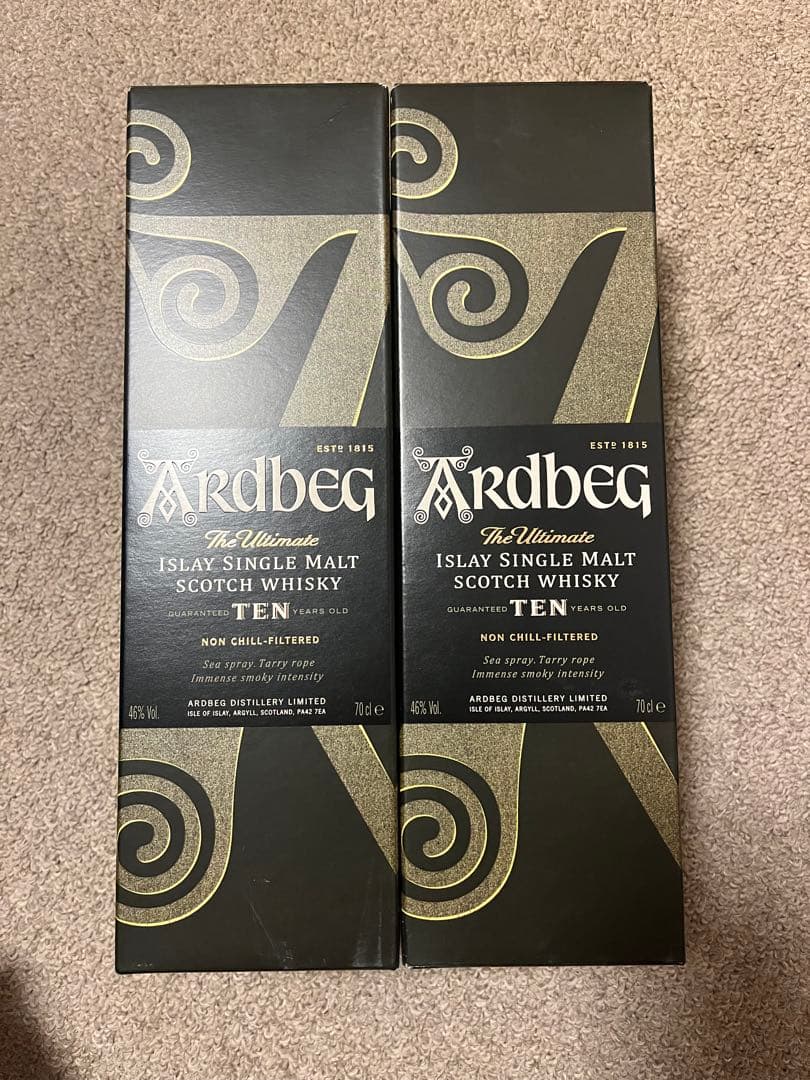 ESTD 1815
ARDBEG
The Ultimate
ISLAY SINGLE MALT
SCOTCH WHISKY
GUARANTEED TEN YEARS OLD
NON CHILL-FILTERED
Sea spray. Tarry rope
Immense smoky intensity
46% Vol.
ARDBEG DISTILLERY LIMITED
ISLE OF ISLAY, ARGYLL, SCOTLAND, PA42 7EA
70 cl ℮
ESTD 1815
ARDBEG
The Ultimate
ISLAY SINGLE MALT
SCOTCH WHISKY
GUARANTEED TEN YEARS OLD
NON CHILL-FILTERED
Sea spray. Tarry rope
Immense smoky intensity
46% Vol.
ARDBEG DISTILLERY LIMITED
ISLE OF ISLAY, ARGYLL, SCOTLAND, PA42 7EA
70 cl ℮